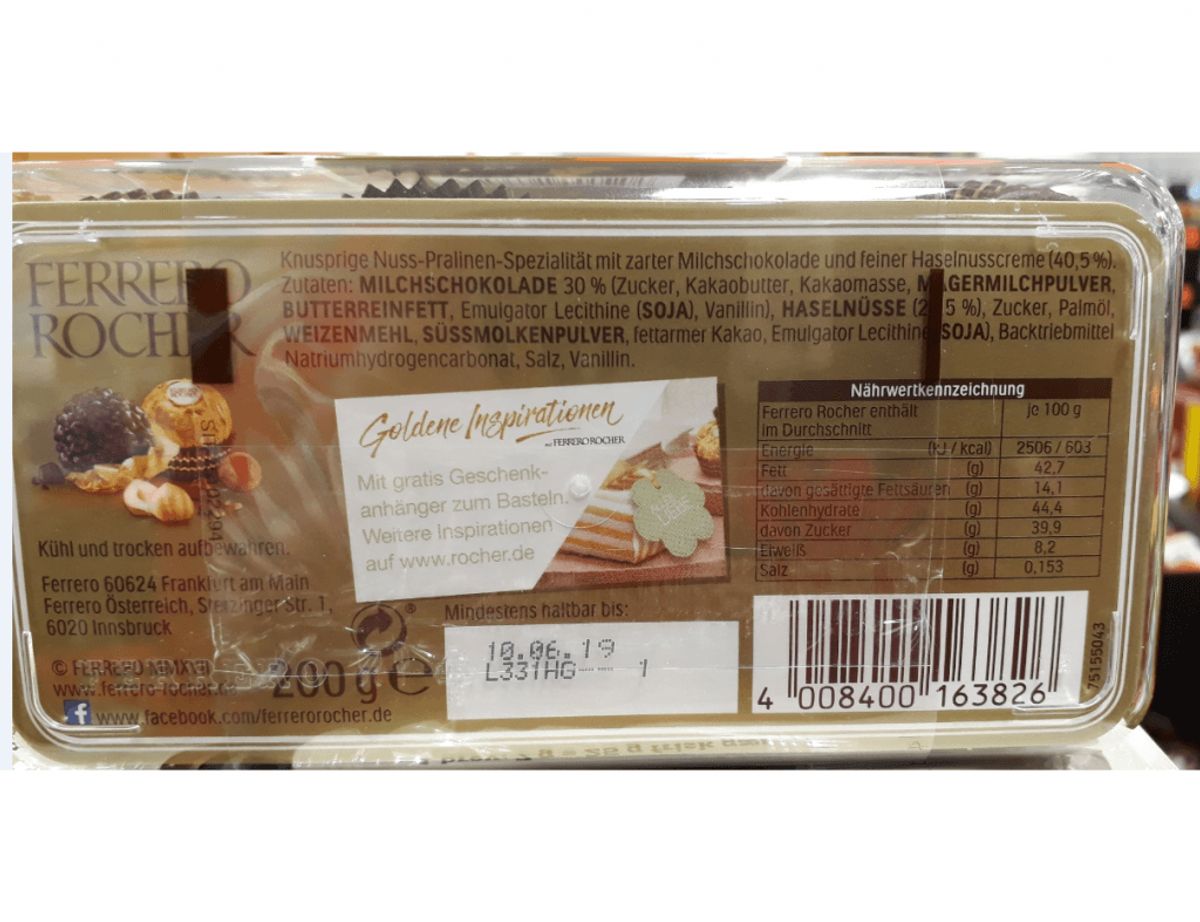 FERRERO
ROCHER
Knusprige Nuss-Pralinen-Spezialität mit zarter Milchschokolade und feiner Haselnusscreme (40,5 %).
Zutaten: MILCHSCHOKOLADE 30 % (Zucker, Kakaobutter, Kakaomasse, MAGERMILCHPULVER,
BUTTERREINFETT, Emulgator Lecithine (SOJA), Vanillin), HASELNÜSSE (2 5 %), Zucker, Palmöl,
WEIZENMEHL, SÜSSMOLKENPULVER, fettarmer Kakao, Emulgator Lecithine (SOJA), Backtriebmittel
Natriumhydrogencarbonat, Salz, Vanillin.
Goldene Inspirationen
mit FERRERO ROCHER
Mit gratis Geschenk-
anhänger zum Basteln.
Weitere Inspirationen
auf www.rocher.de
Nährwertkennzeichnung
Ferrero Rocher enthält im Durchschnitt je 100 g
Energie (kJ / kcal) 2506 / 603
Fett (g) 42,7
davon gesättigte Fettsäuren (g) 14,1
Kohlenhydrate (g) 44,4
davon Zucker (g) 39,9
Eiweiß (g) 8,2
Salz (g) 0,153
Kühl und trocken aufbewahren.
Ferrero 60624 Frankfurt am Main
Ferrero Österreich, Sterzinger Str. 1,
6020 Innsbruck
© FERRERO
www.ferrero-rocher.de
f www.facebook.com/ferrerorocher.de
200 g e
Mindestens haltbar bis:
10.06.19
L331HG 1
4 008400 163826
75155043